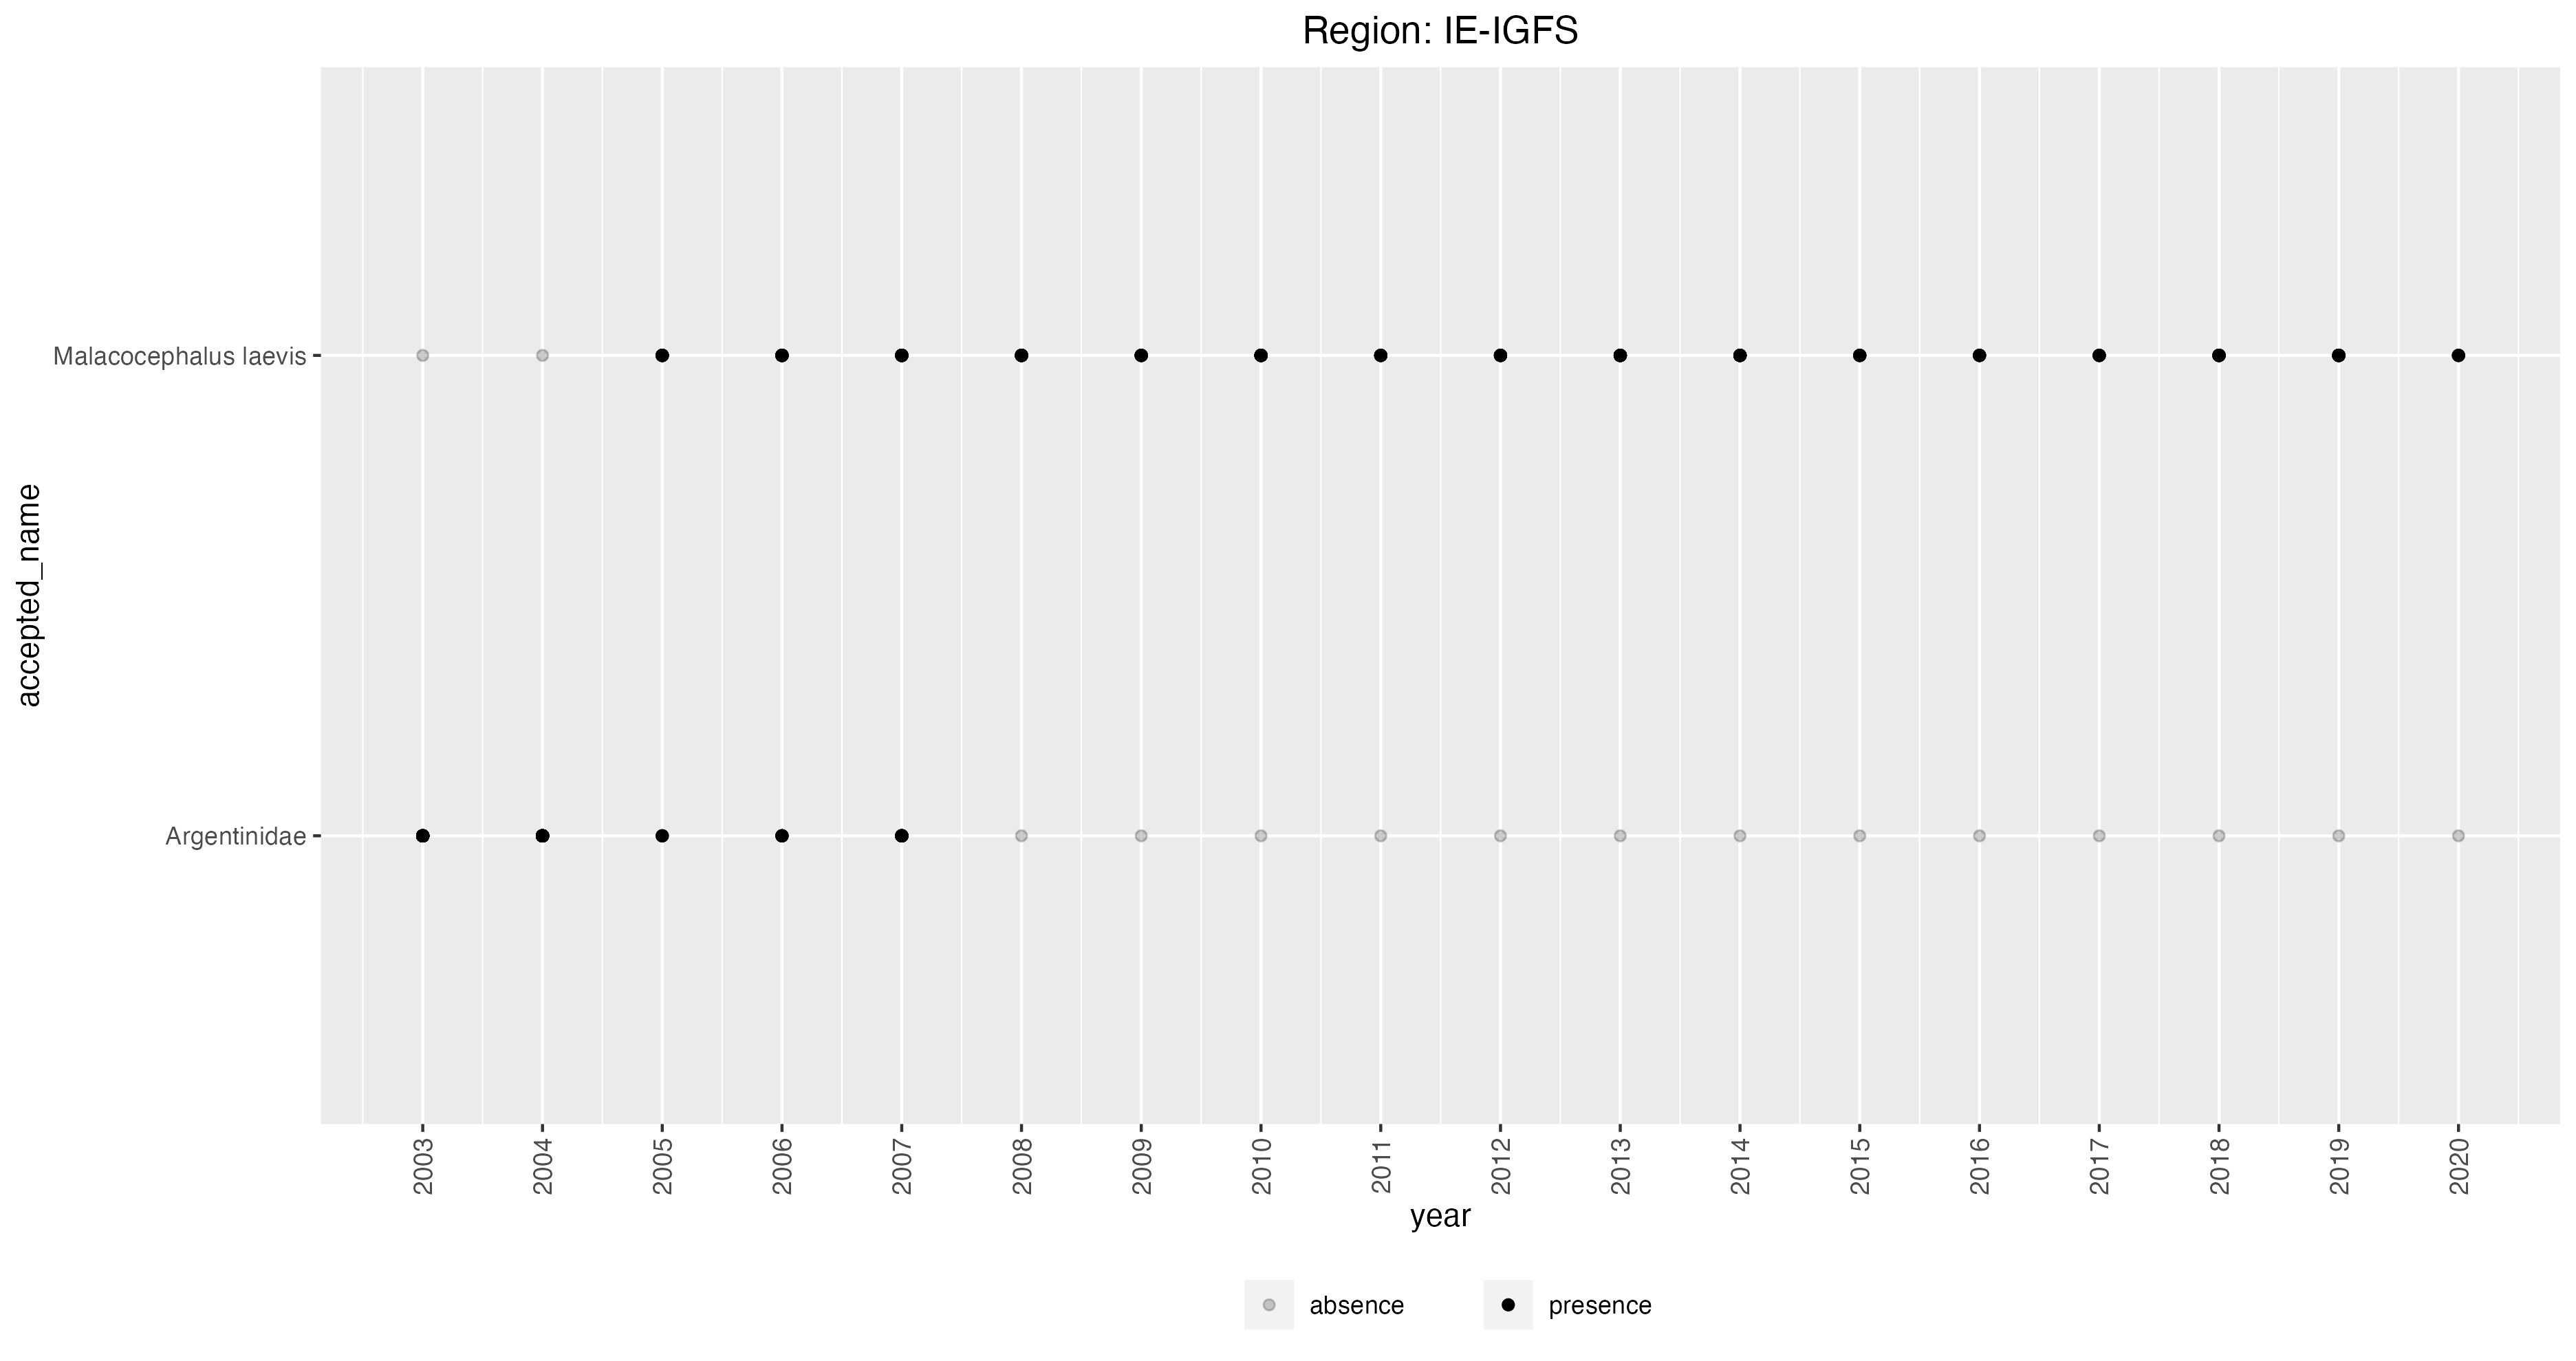 Region: IE-IGFS
accepted_name
Malacocephalus laevis
Argentinidae
2003 2004 2005 2006 2007 2008 2009 2010 2011 2012 2013 2014 2015 2016 2017 2018 2019 2020
year
absence presence